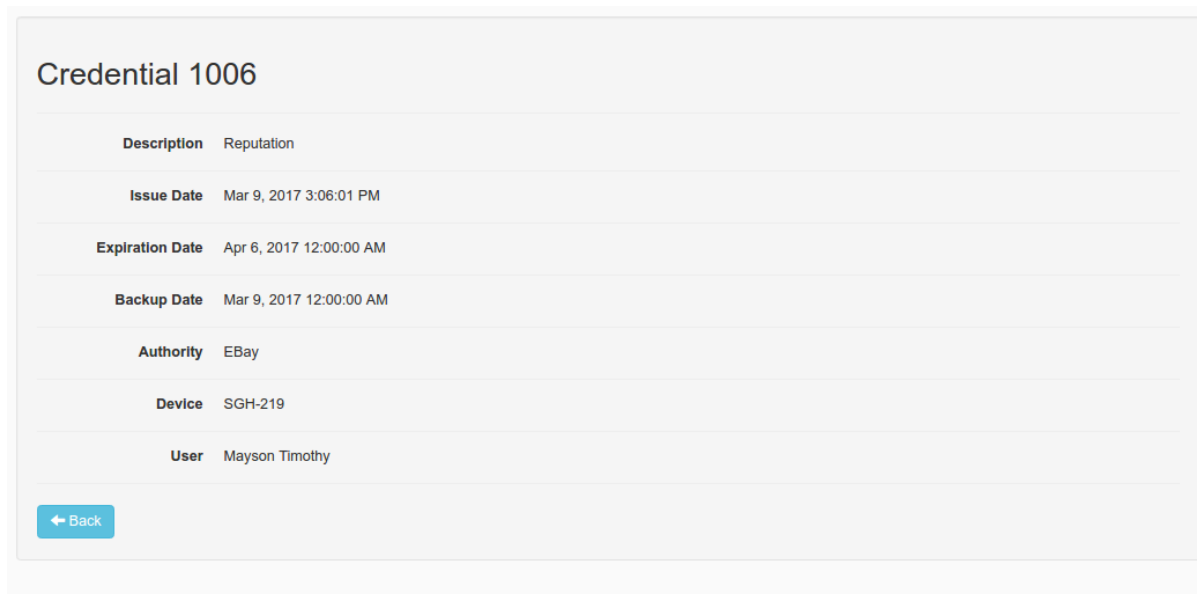 Credential 1006
Description Reputation
Issue Date Mar 9, 2017 3:06:01 PM
Expiration Date Apr 6, 2017 12:00:00 AM
Backup Date Mar 9, 2017 12:00:00 AM
Authority EBay
Device SGH-219
User Mayson Timothy
Back